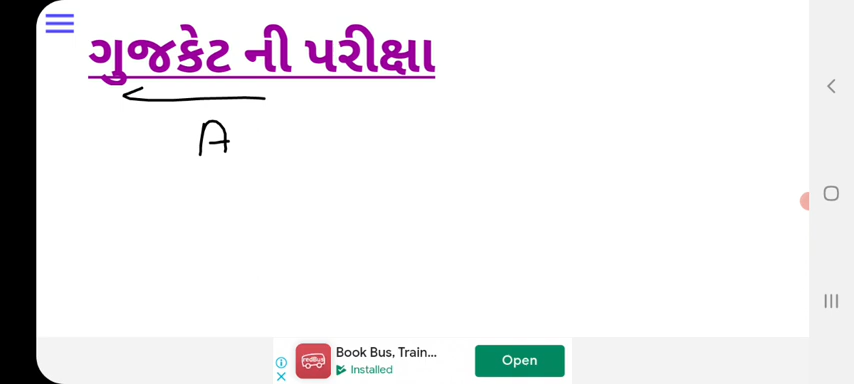 ગુજકેટ ની પરીક્ષા
A
Book Bus, Train...
Installed
Open